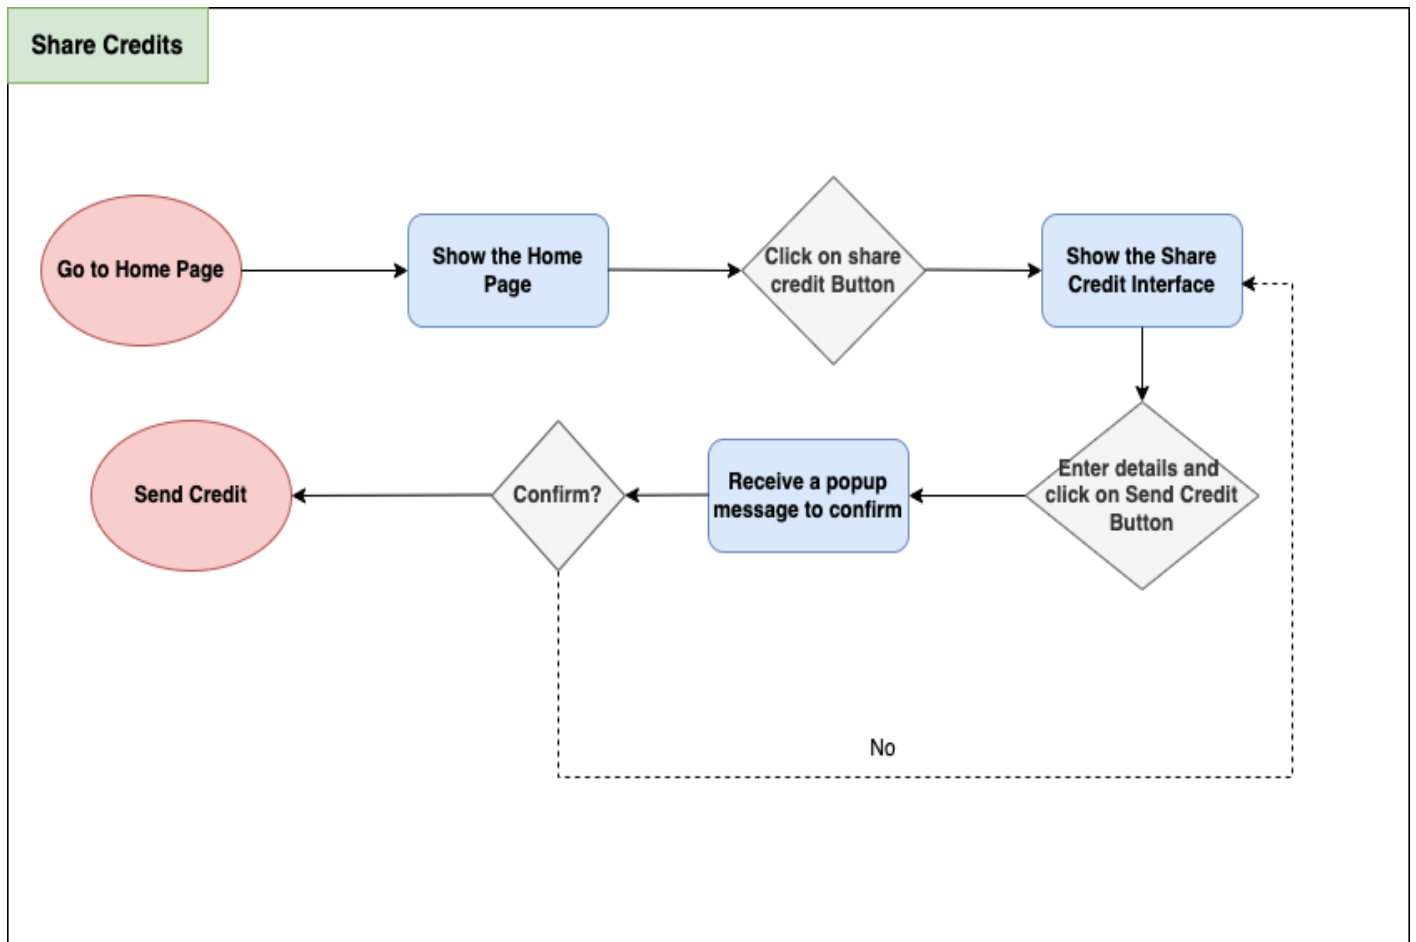 Share Credits
Go to Home Page
Show the Home
Page
Click on share
credit Button
Show the Share
Credit Interface
Enter details and
click on Send Credit
Button
Receive a popup
message to confirm
Confirm?
Send Credit
No